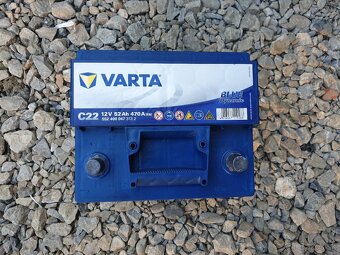 VARTA
BLUE
dynamic
C22 12V 52Ah 470A EN
552 400 047 313 2